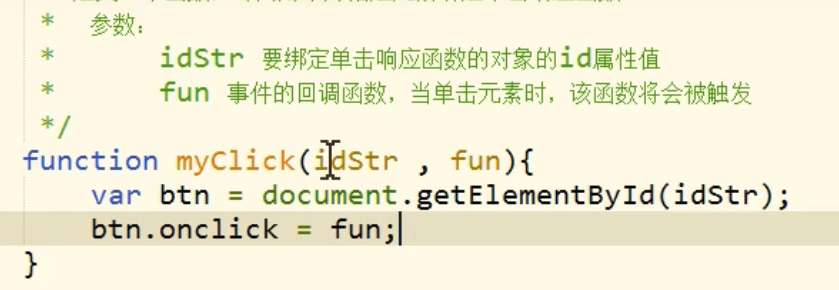 * 参数：
* idStr 要绑定单击响应函数的对象的id属性值
* fun 事件的回调函数，当单击元素时，该函数将会被触发
*/
function myClick(idStr , fun){
var btn = document.getElementById(idStr);
btn.onclick = fun;
}